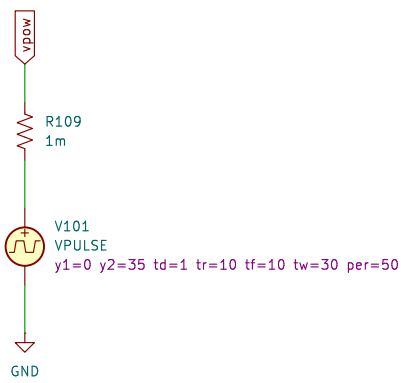 vpow
R109
1m
V101
VPULSE
y1=0 y2=35 td=1 tr=10 tf=10 tw=30 per=50
GND